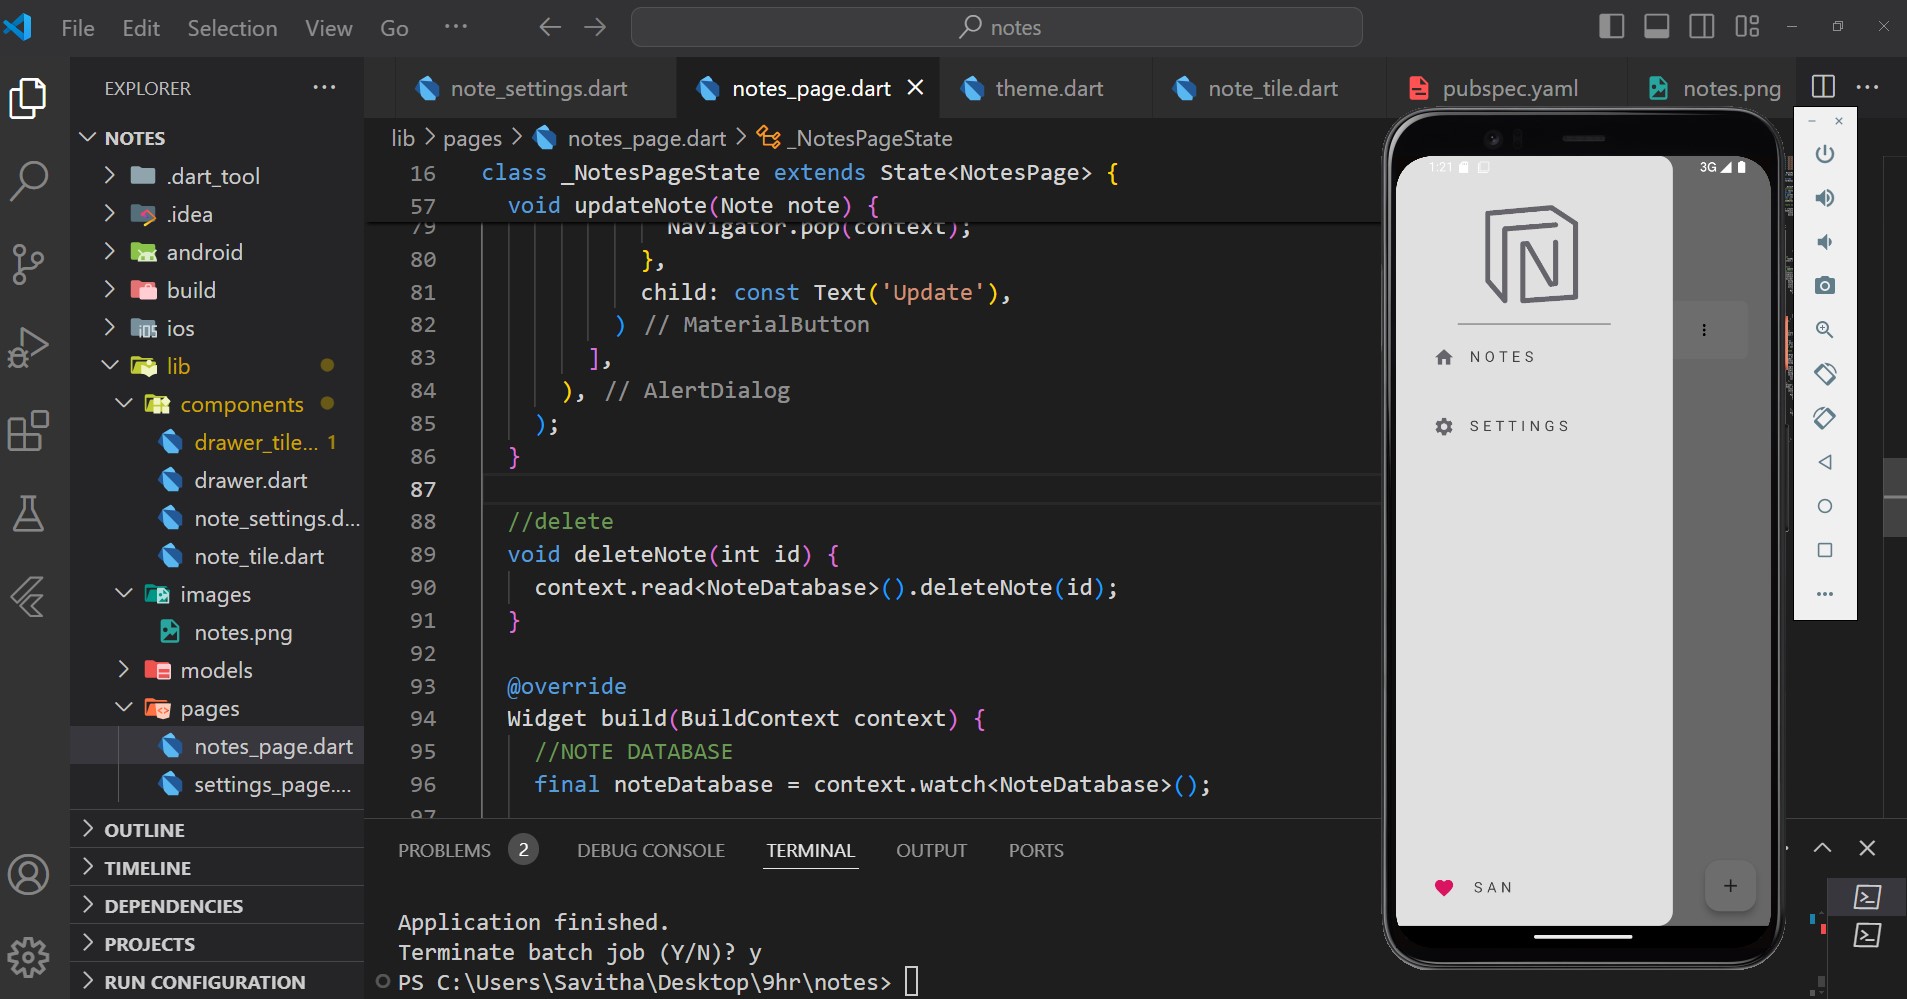 File Edit Selection View Go ··· notes
EXPLORER ···
NOTES
.dart_tool
.idea
android
build
ios
lib
components
drawer_tile... 1
drawer.dart
note_settings.d...
note_tile.dart
images
notes.png
models
pages
notes_page.dart
settings_page....
OUTLINE
TIMELINE
DEPENDENCIES
PROJECTS
RUN CONFIGURATION
note_settings.dart notes_page.dart theme.dart note_tile.dart pubspec.yaml notes.png
lib > pages > notes_page.dart > _NotesPageState
16 class _NotesPageState extends State<NotesPage> {
57 void updateNote(Note note) {
79 Navigator.pop(context);
80 },
81 child: const Text('Update'),
82 ) // MaterialButton
83 ],
84 ), // AlertDialog
85 );
86 }
87
88 //delete
89 void deleteNote(int id) {
90 context.read<NoteDatabase>().deleteNote(id);
91 }
92
93 @override
94 Widget build(BuildContext context) {
95 //NOTE DATABASE
96 final noteDatabase = context.watch<NoteDatabase>();
97
PROBLEMS 2 DEBUG CONSOLE TERMINAL OUTPUT PORTS
Application finished.
Terminate batch job (Y/N)? y
PS C:\Users\Savitha\Desktop\9hr\notes>
1:21 3G
N
NOTES
SETTINGS
SAN
+